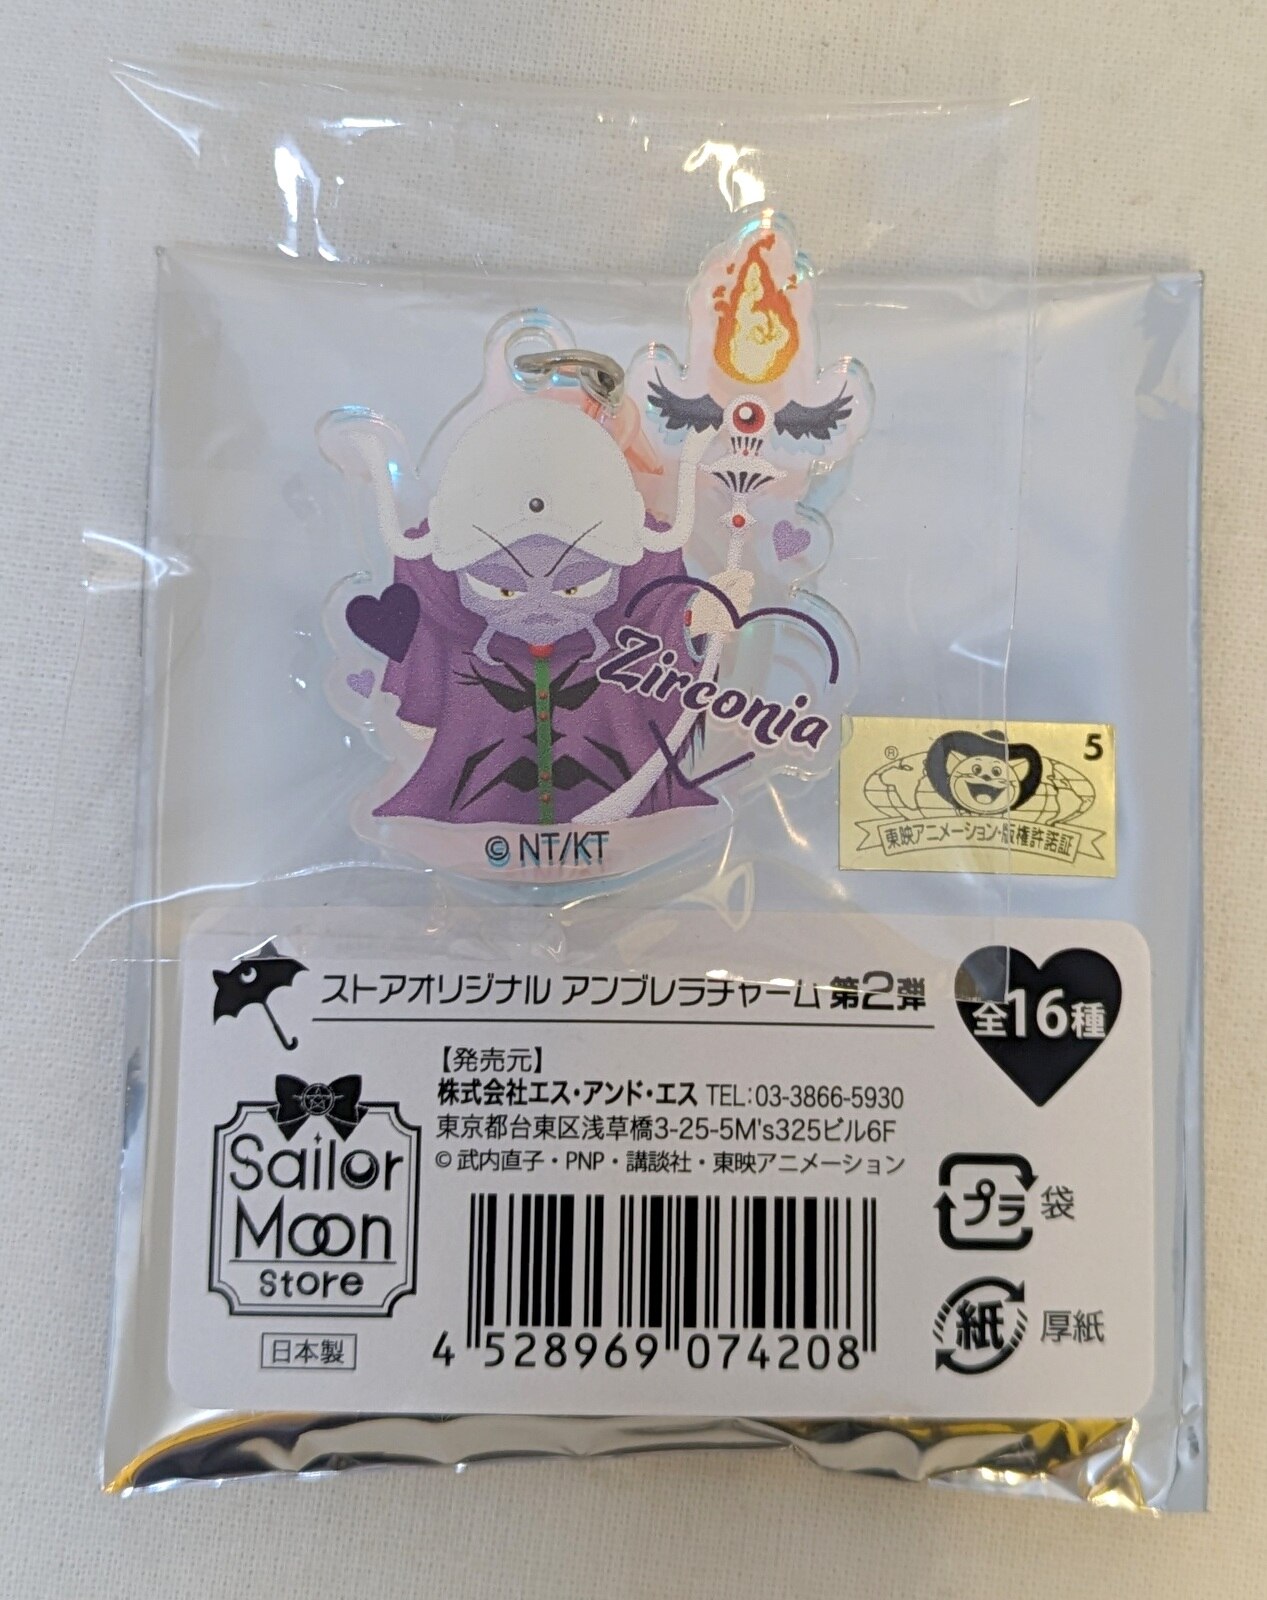 Zirconia
© NT/KT
5
®
東映アニメーション・版権許諾証
ストアオリジナル アンブレラチャーム 第2弾
全16種
【発売元】
株式会社エス・アンド・エス TEL:03-3866-5930
東京都台東区浅草橋3-25-5M's325ビル6F
© 武内直子・PNP・講談社・東映アニメーション
Sailor
Moon
store
日本製
4 528969 074208
プラ 袋
紙 厚紙